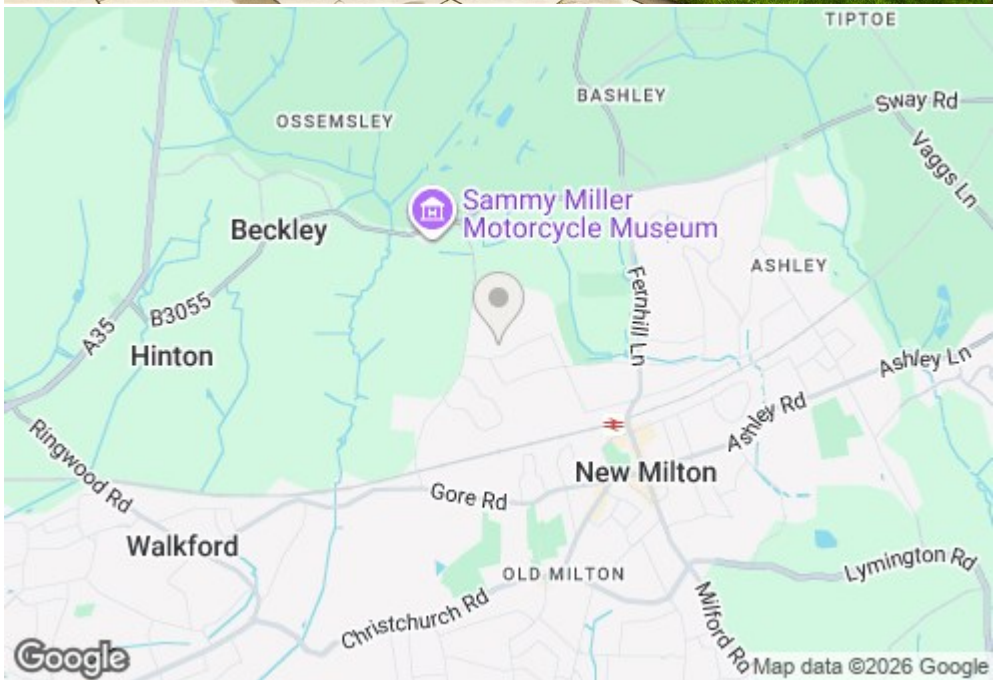 TIPTOE
BASHLEY
Sway Rd
OSSEMSLEY
Vaggs Ln
Sammy Miller
Motorcycle Museum
Beckley
ASHLEY
Fernhill Ln
B3055
A35
Hinton
Ashley Ln
Ashley Rd
Ringwood Rd
New Milton
Gore Rd
Walkford
OLD MILTON
Lymington Rd
Christchurch Rd
Milford Rd
Google
Map data ©2026 Google